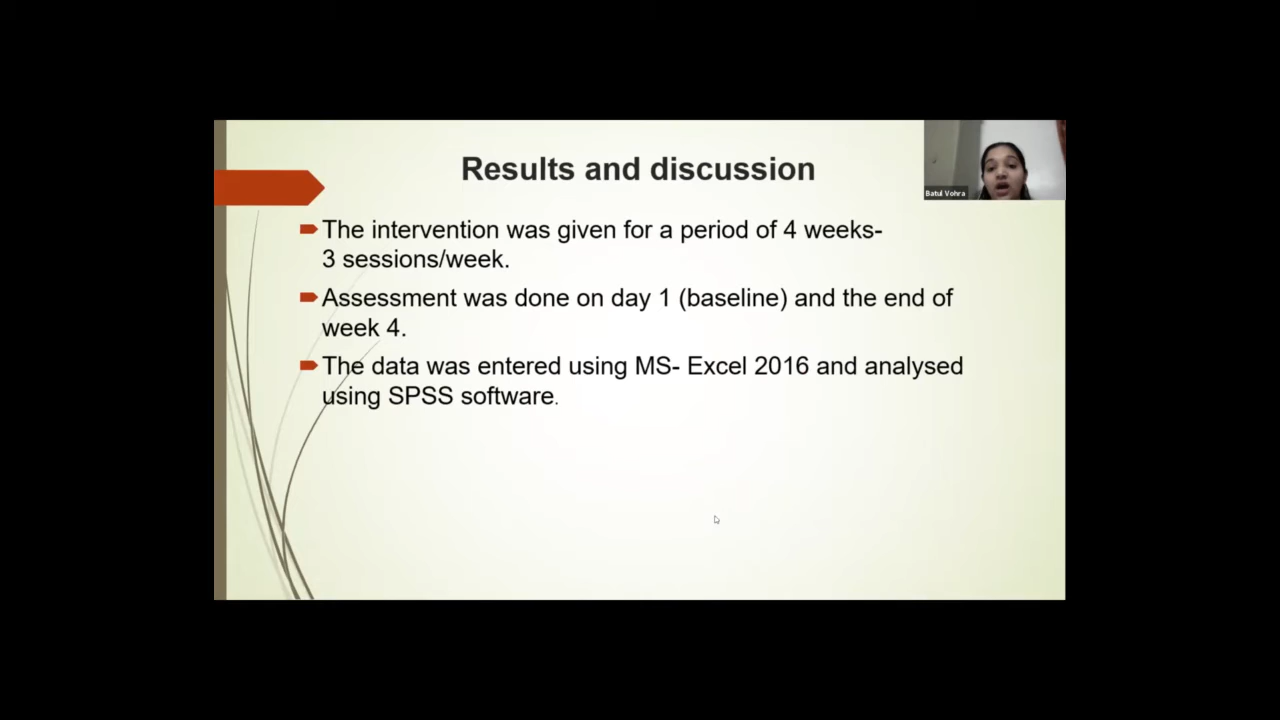 Results and discussion
Batul Vohra
The intervention was given for a period of 4 weeks-
3 sessions/week.
Assessment was done on day 1 (baseline) and the end of
week 4.
The data was entered using MS- Excel 2016 and analysed
using SPSS software.